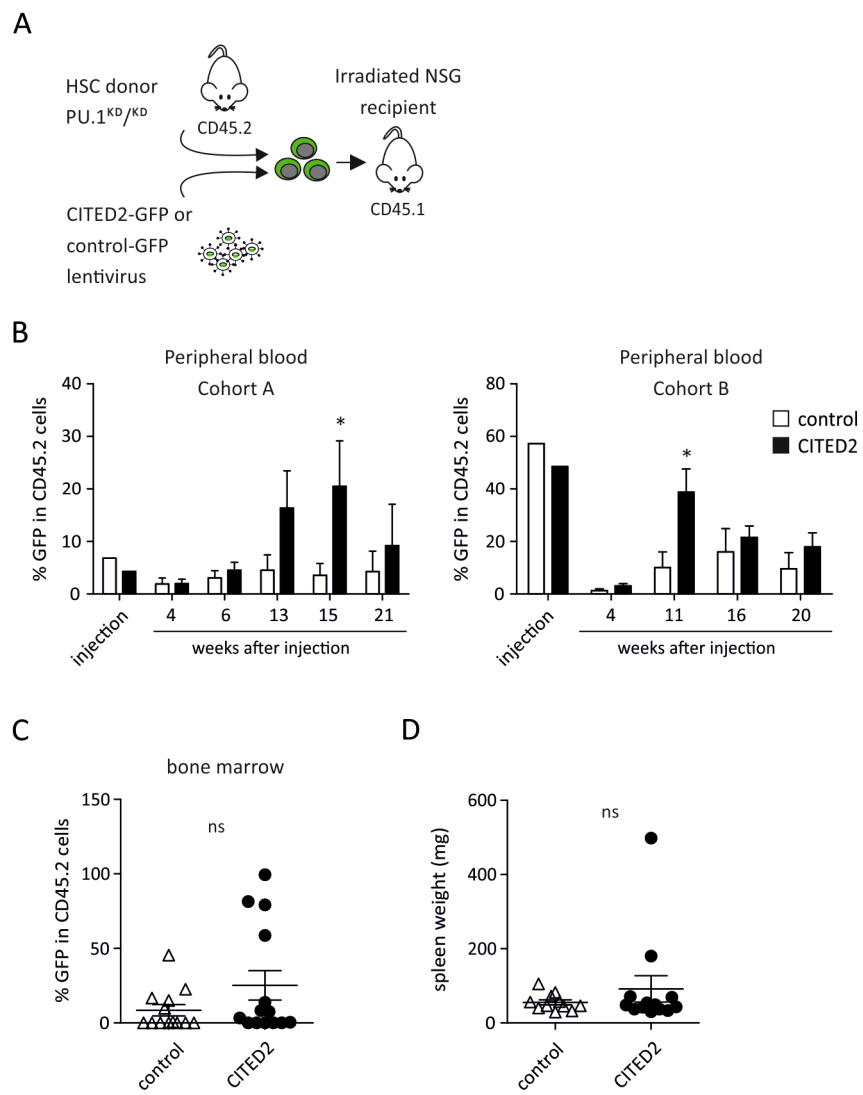 A
HSC donor
PU.1ᴷᴰ/ᴷᴰ
CD45.2
Irradiated NSG
recipient
CD45.1
CITED2-GFP or
control-GFP
lentivirus
B
Peripheral blood
Cohort A
% GFP in CD45.2 cells
40
30
20
10
0
*
injection
4
6
13
15
21
weeks after injection
Peripheral blood
Cohort B
% GFP in CD45.2 cells
80
60
40
20
0
*
injection
4
11
16
20
weeks after injection
control
CITED2
C
bone marrow
% GFP in CD45.2 cells
150
100
50
0
ns
control
CITED2
D
spleen weight (mg)
600
400
200
0
ns
control
CITED2